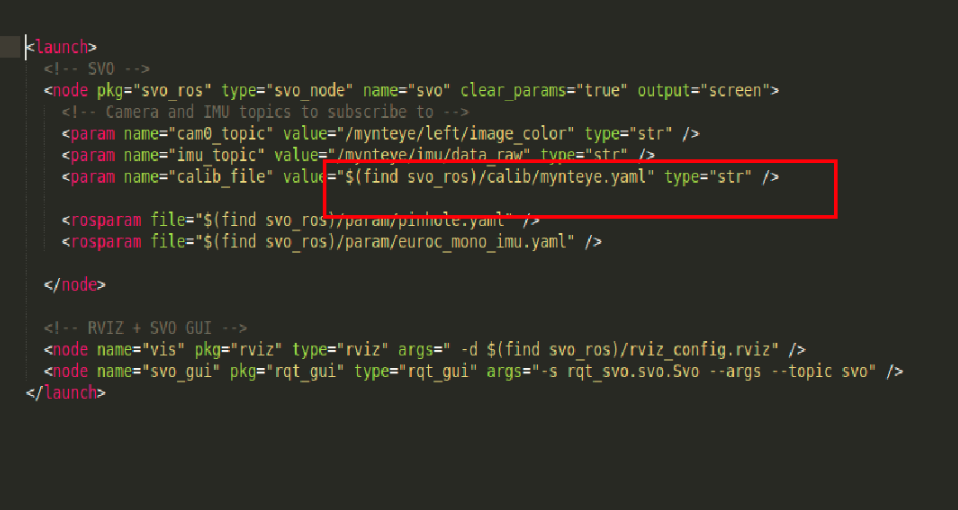 <launch>
<!-- SVO -->
<node pkg="svo_ros" type="svo_node" name="svo" clear_params="true" output="screen">
<!-- Camera and IMU topics to subscribe to -->
<param name="cam0_topic" value="/mynteye/left/image_color" type="str" />
<param name="imu_topic" value="/mynteye/imu/data_raw" type="str" />
<param name="calib_file" value="$(find svo_ros)/calib/mynteye.yaml" type="str" />
<rosparam file="$(find svo_ros)/param/pinhole.yaml" />
<rosparam file="$(find svo_ros)/param/euroc_mono_imu.yaml" />
</node>
<!-- RVIZ + SVO GUI -->
<node name="vis" pkg="rviz" type="rviz" args=" -d $(find svo_ros)/rviz_config.rviz" />
<node name="svo_gui" pkg="rqt_gui" type="rqt_gui" args="-s rqt_svo.svo.Svo --args --topic svo" />
</launch>